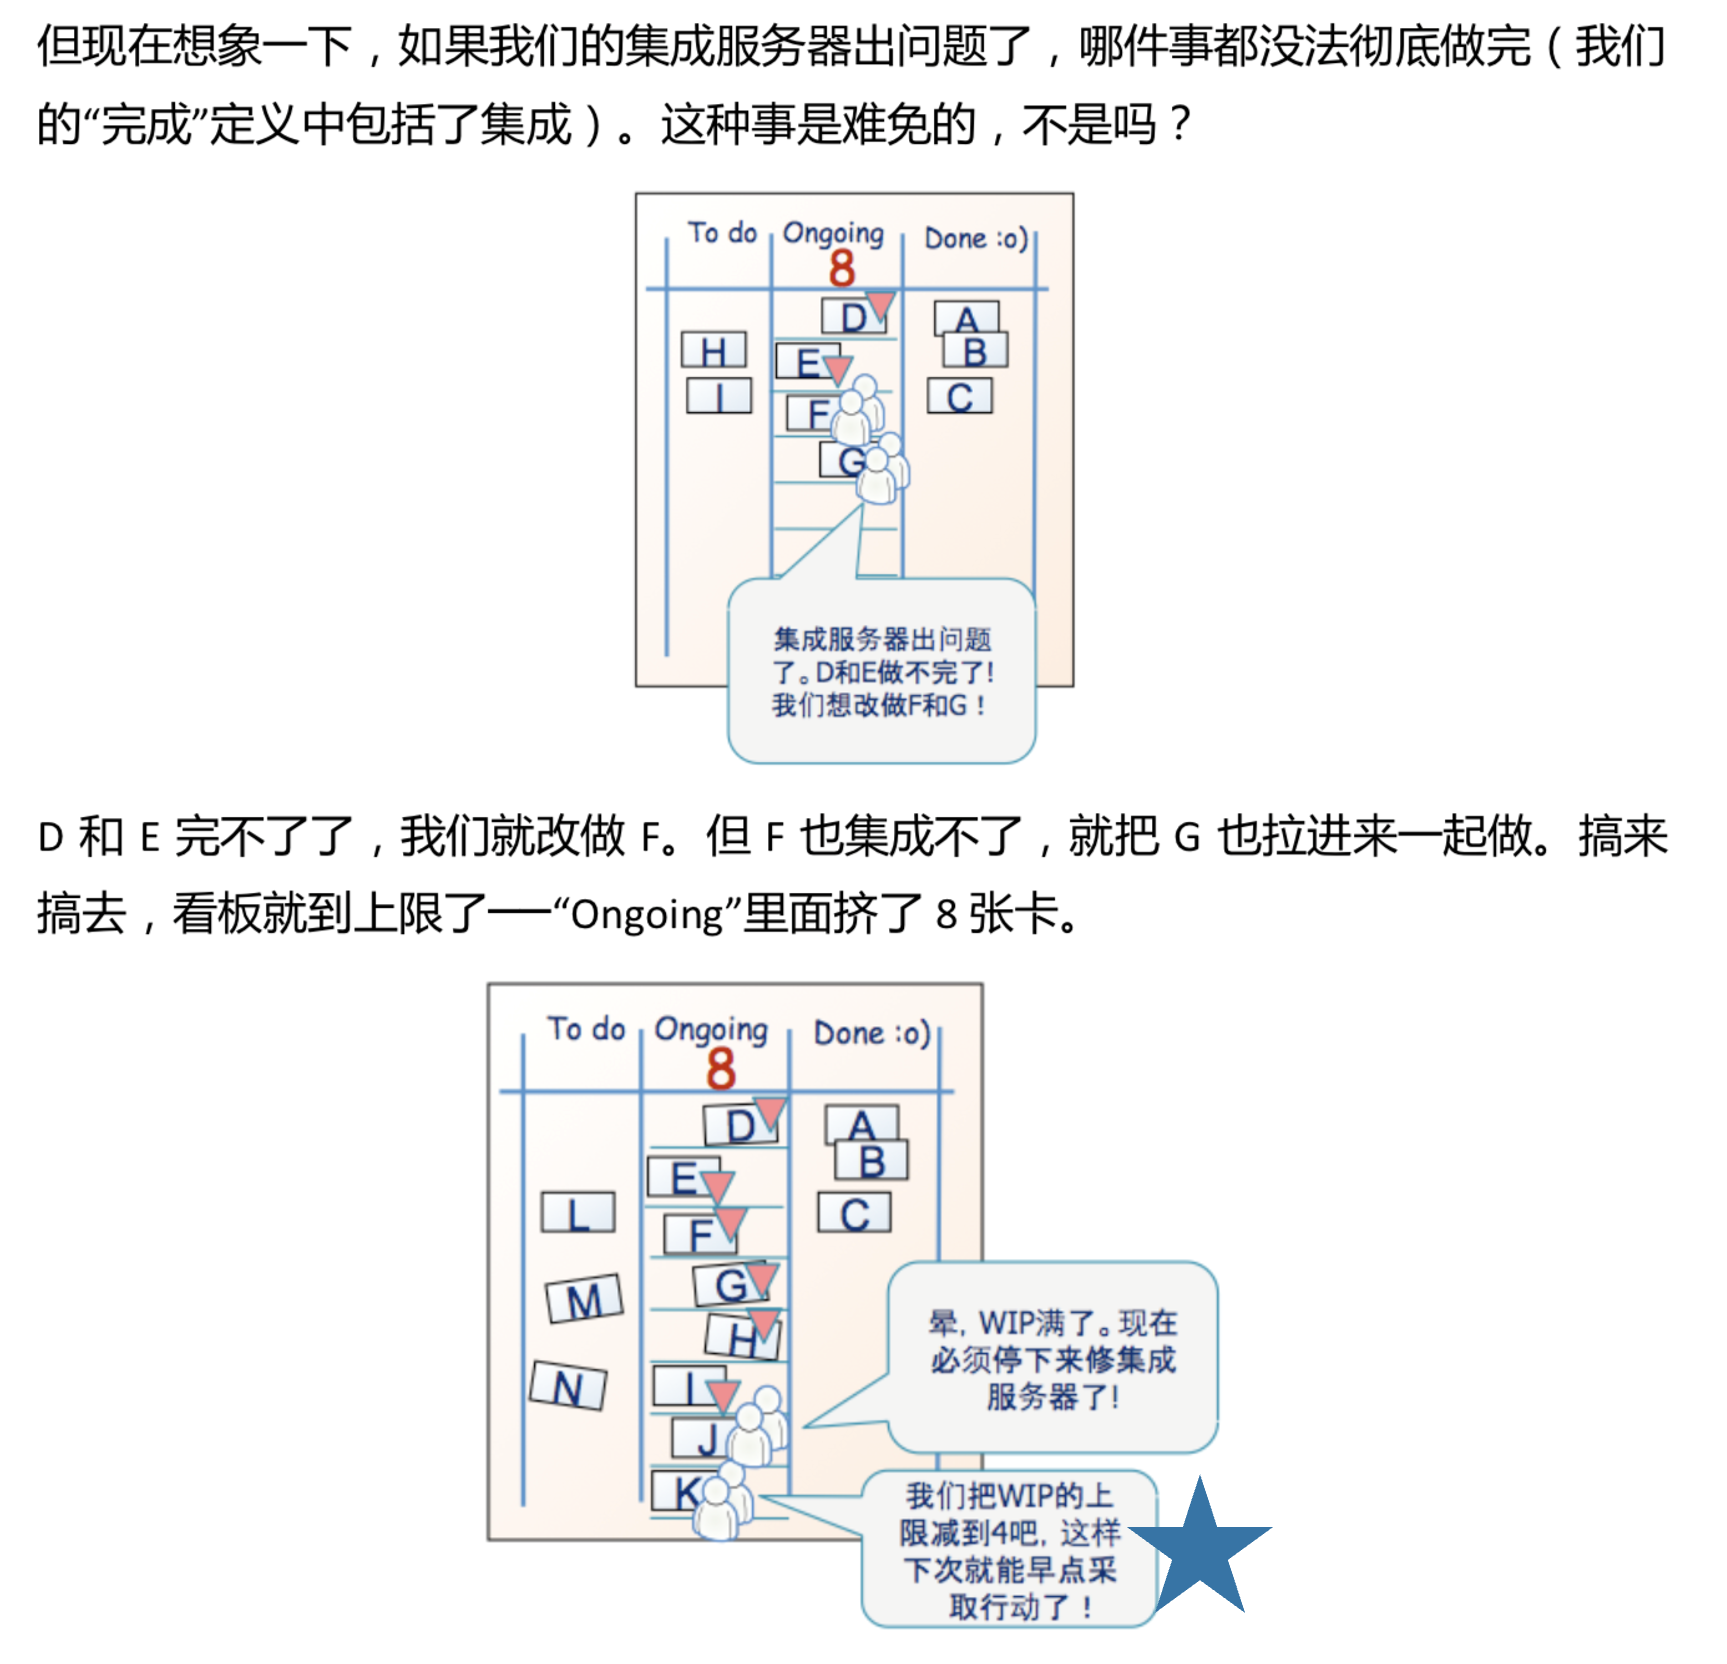 但现在想象一下，如果我们的集成服务器出问题了，哪件事都没法彻底做完（我们
的“完成”定义中包括了集成）。这种事是难免的，不是吗？
To do Ongoing Done :o)
8
D
A
H
E
B
I
F
C
G
集成服务器出问题
了。D和E做不完了！
我们想改做F和G！
D 和 E 完不了了，我们就改做 F。但 F 也集成不了，就把 G 也拉进来一起做。搞来
搞去，看板就到上限了——“Ongoing”里面挤了 8 张卡。
To do Ongoing Done :o)
8
D
A
B
E
L
F
C
G
M
H
N
I
J
K
晕，WIP满了。现在
必须停下来修集成
服务器了！
我们把WIP的上
限减到4吧，这样
下次就能早点采
取行动了！